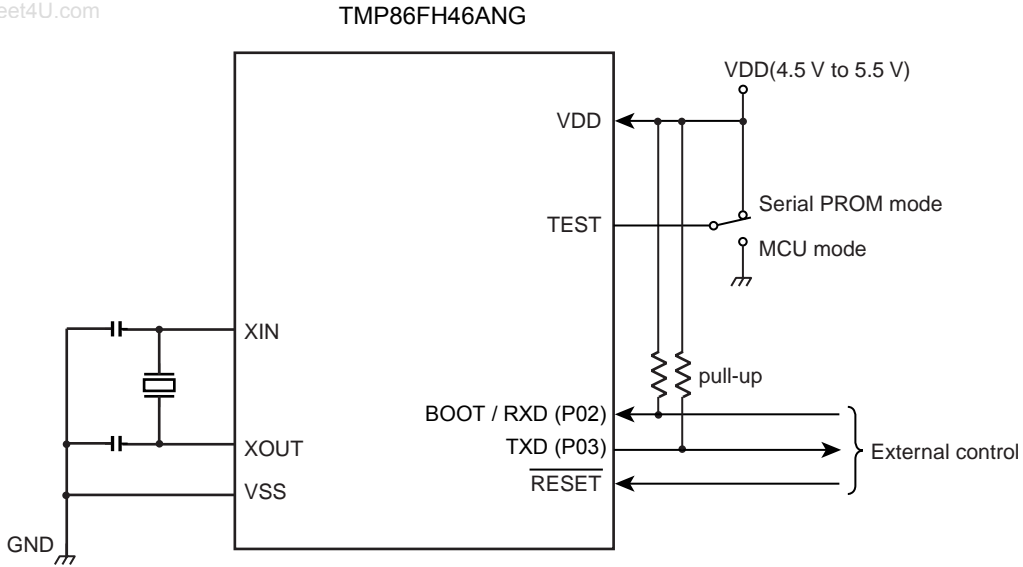 eet4U.com
TMP86FH46ANG
VDD(4.5 V to 5.5 V)
VDD
Serial PROM mode
TEST
MCU mode
XIN
pull-up
BOOT / RXD (P02)
XOUT
TXD (P03)
External control
RESET
VSS
GND